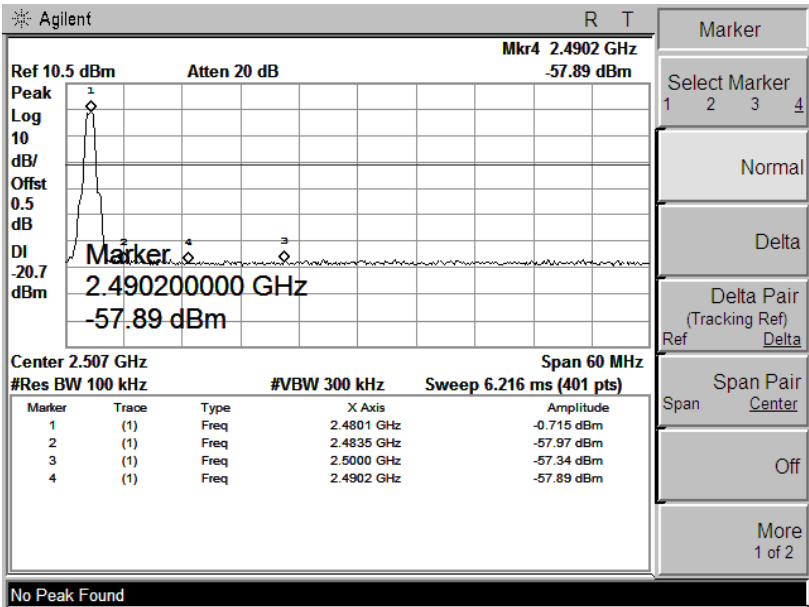 Agilent R T
Mkr4 2.4902 GHz
Ref 10.5 dBm Atten 20 dB -57.89 dBm
Peak
Log
10
dB/
Offst
0.5
dB
DI
-20.7
dBm
1
2
4
3
Marker
2.490200000 GHz
-57.89 dBm
Center 2.507 GHz Span 60 MHz
#Res BW 100 kHz #VBW 300 kHz Sweep 6.216 ms (401 pts)
Marker Trace Type X Axis Amplitude
1 (1) Freq 2.4801 GHz -0.715 dBm
2 (1) Freq 2.4835 GHz -57.97 dBm
3 (1) Freq 2.5000 GHz -57.34 dBm
4 (1) Freq 2.4902 GHz -57.89 dBm
No Peak Found
Marker
Select Marker
1 2 3 4
Normal
Delta
Delta Pair
(Tracking Ref)
Ref Delta
Span Pair
Span Center
Off
More
1 of 2